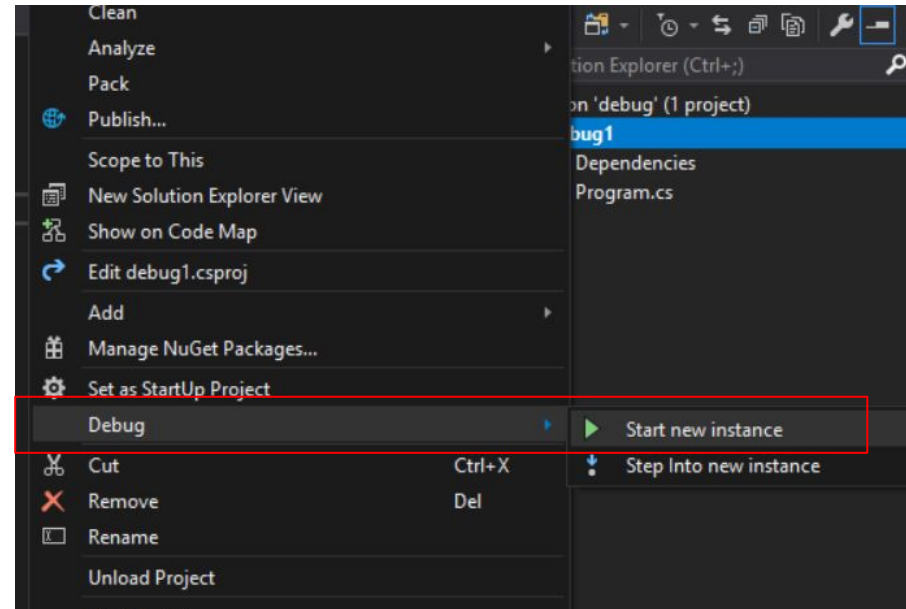 Clean
Analyze
Pack
Publish...
Scope to This
New Solution Explorer View
Show on Code Map
Edit debug1.csproj
Add
Manage NuGet Packages...
Set as StartUp Project
Debug
Cut Ctrl+X
Remove Del
Rename
Unload Project
tion Explorer (Ctrl+;)
on 'debug' (1 project)
bug1
Dependencies
Program.cs
Start new instance
Step Into new instance